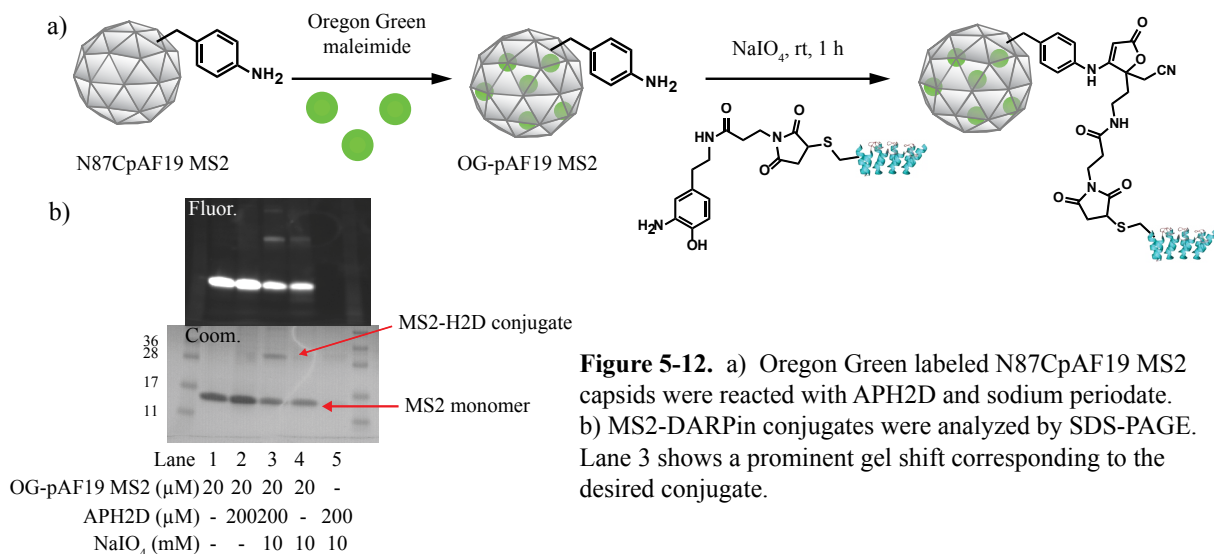 a)
Oregon Green
maleimide
NaIO4, rt, 1 h
NH2
NH2
N87CpAF19 MS2
OG-pAF19 MS2
O
NH
O
N
O
S
H2N
OH
O
O
N
H
CN
NH
O
O
N
O
S
b)
Fluor.
Coom.
36
28
17
11
MS2-H2D conjugate
MS2 monomer
Lane 1 2 3 4 5
OG-pAF19 MS2 (µM) 20 20 20 20 -
APH2D (µM) - 200 200 - 200
NaIO4 (mM) - - 10 10 10
Figure 5-12. a) Oregon Green labeled N87CpAF19 MS2
capsids were reacted with APH2D and sodium periodate.
b) MS2-DARPin conjugates were analyzed by SDS-PAGE.
Lane 3 shows a prominent gel shift corresponding to the
desired conjugate.